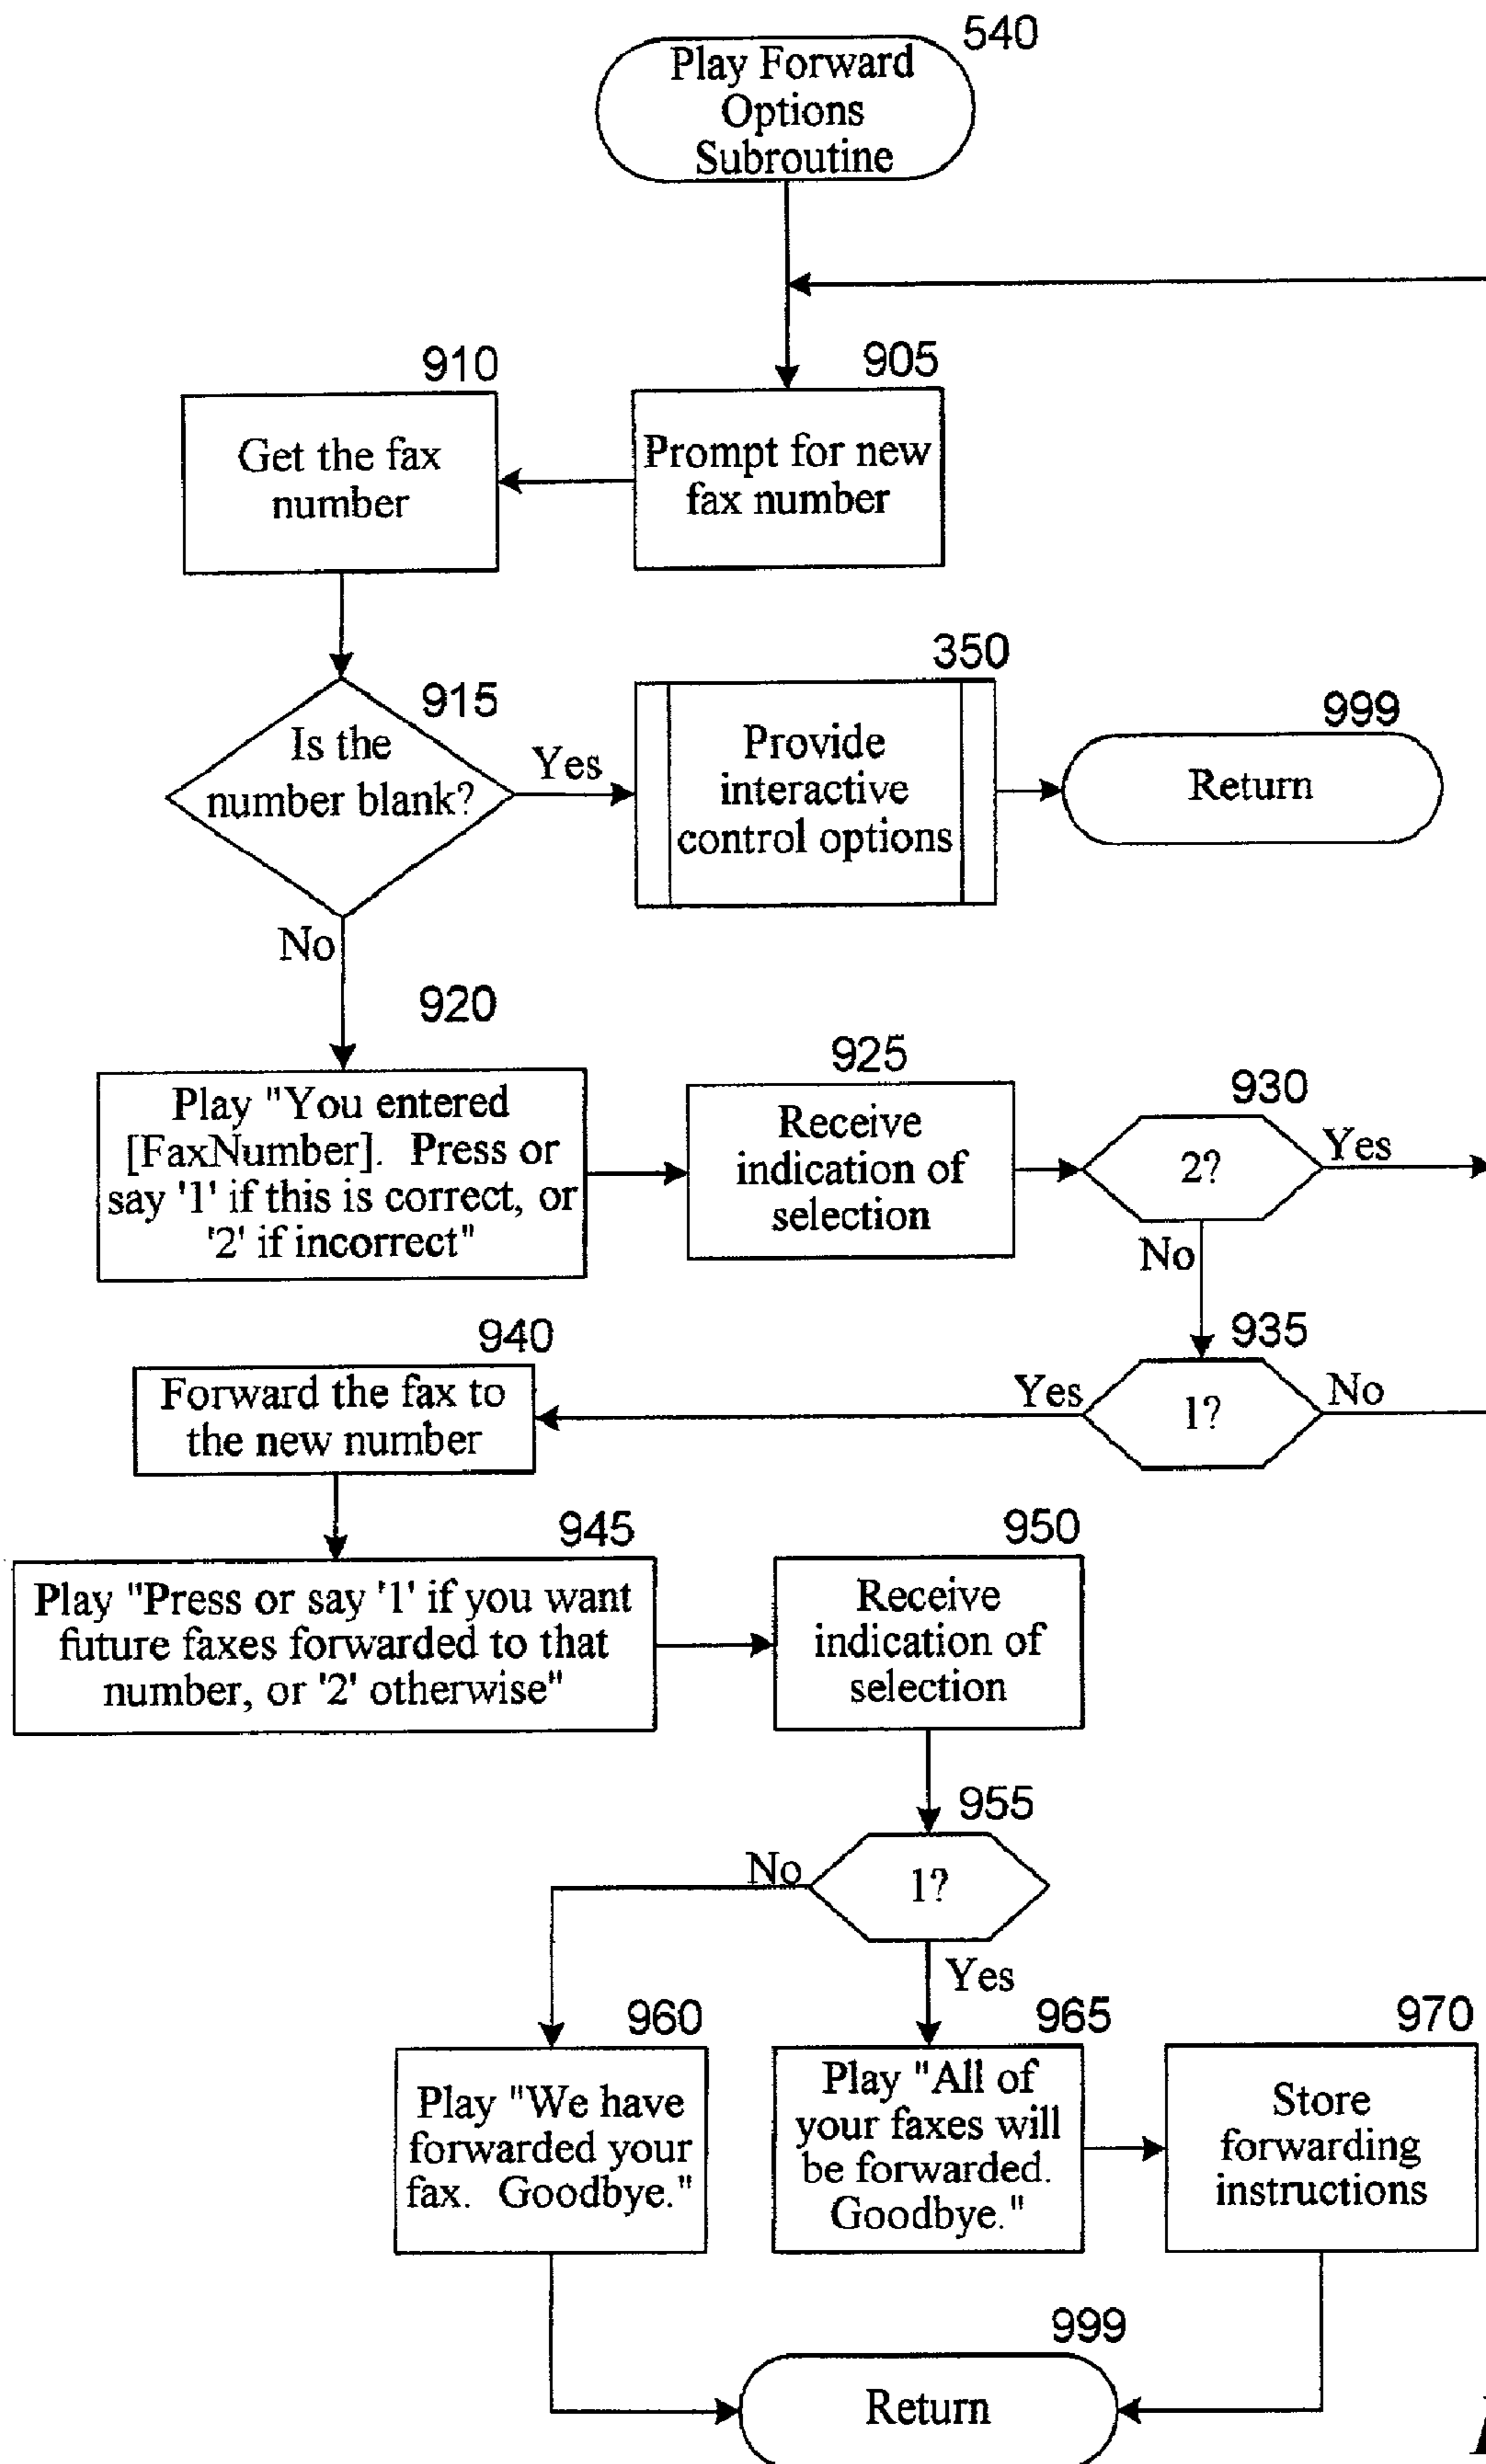 540
Play Forward
Options
Subroutine
910
905
Get the fax
number
Prompt for new
fax number
915
Is the
number blank?
Yes
350
Provide
interactive
control options
999
Return
No
920
Play "You entered
[FaxNumber]. Press or
say '1' if this is correct, or
'2' if incorrect"
925
Receive
indication of
selection
930
2?
Yes
No
935
1?
Yes
No
940
Forward the fax to
the new number
945
Play "Press or say '1' if you want
future faxes forwarded to that
number, or '2' otherwise"
950
Receive
indication of
selection
955
1?
No
Yes
960
Play "We have
forwarded your
fax. Goodbye."
965
Play "All of
your faxes will
be forwarded.
Goodbye."
970
Store
forwarding
instructions
999
Return